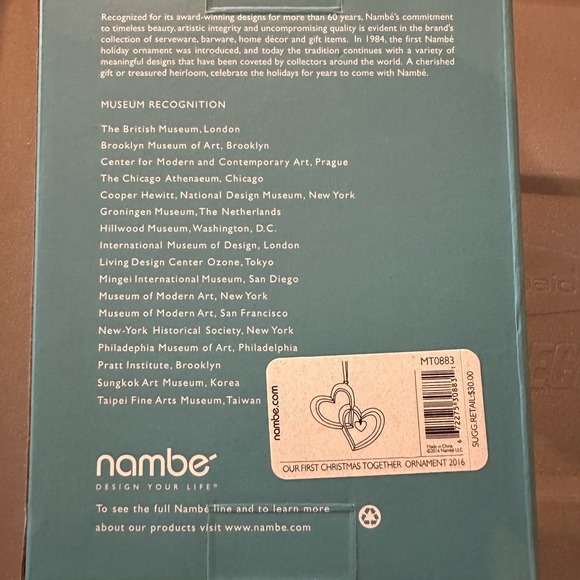 Recognized for its award-winning designs for more than 60 years, Nambé's commitment
to timeless beauty, artistic integrity and uncompromising quality is evident in the brand's
collection of serveware, barware, home décor and gift items. In 1984, the first Nambé
holiday ornament was introduced, and today the tradition continues with a variety of
meaningful designs that have been coveted by collectors around the world. A cherished
gift or treasured heirloom, celebrate the holidays for years to come with Nambé.
MUSEUM RECOGNITION
The British Museum, London
Brooklyn Museum of Art, Brooklyn
Center for Modern and Contemporary Art, Prague
The Chicago Athenaeum, Chicago
Cooper Hewitt, National Design Museum, New York
Groningen Museum, The Netherlands
Hillwood Museum, Washington, D.C.
International Museum of Design, London
Living Design Center Ozone, Tokyo
Mingei International Museum, San Diego
Museum of Modern Art, New York
Museum of Modern Art, San Francisco
New-York Historical Society, New York
Philadephia Museum of Art, Philadelphia
Pratt Institute, Brooklyn
Sungkok Art Museum, Korea
Taipei Fine Arts Museum, Taiwan
nambe.com
MT0883
6 72275 30883 1
Made in China
©2016 Nambé LLC
SUGG. RETAIL:$30.00
OUR FIRST CHRISTMAS TOGETHER ORNAMENT 2016
nambé
DESIGN YOUR LIFE®
To see the full Nambé line and to learn more
about our products visit www.nambe.com